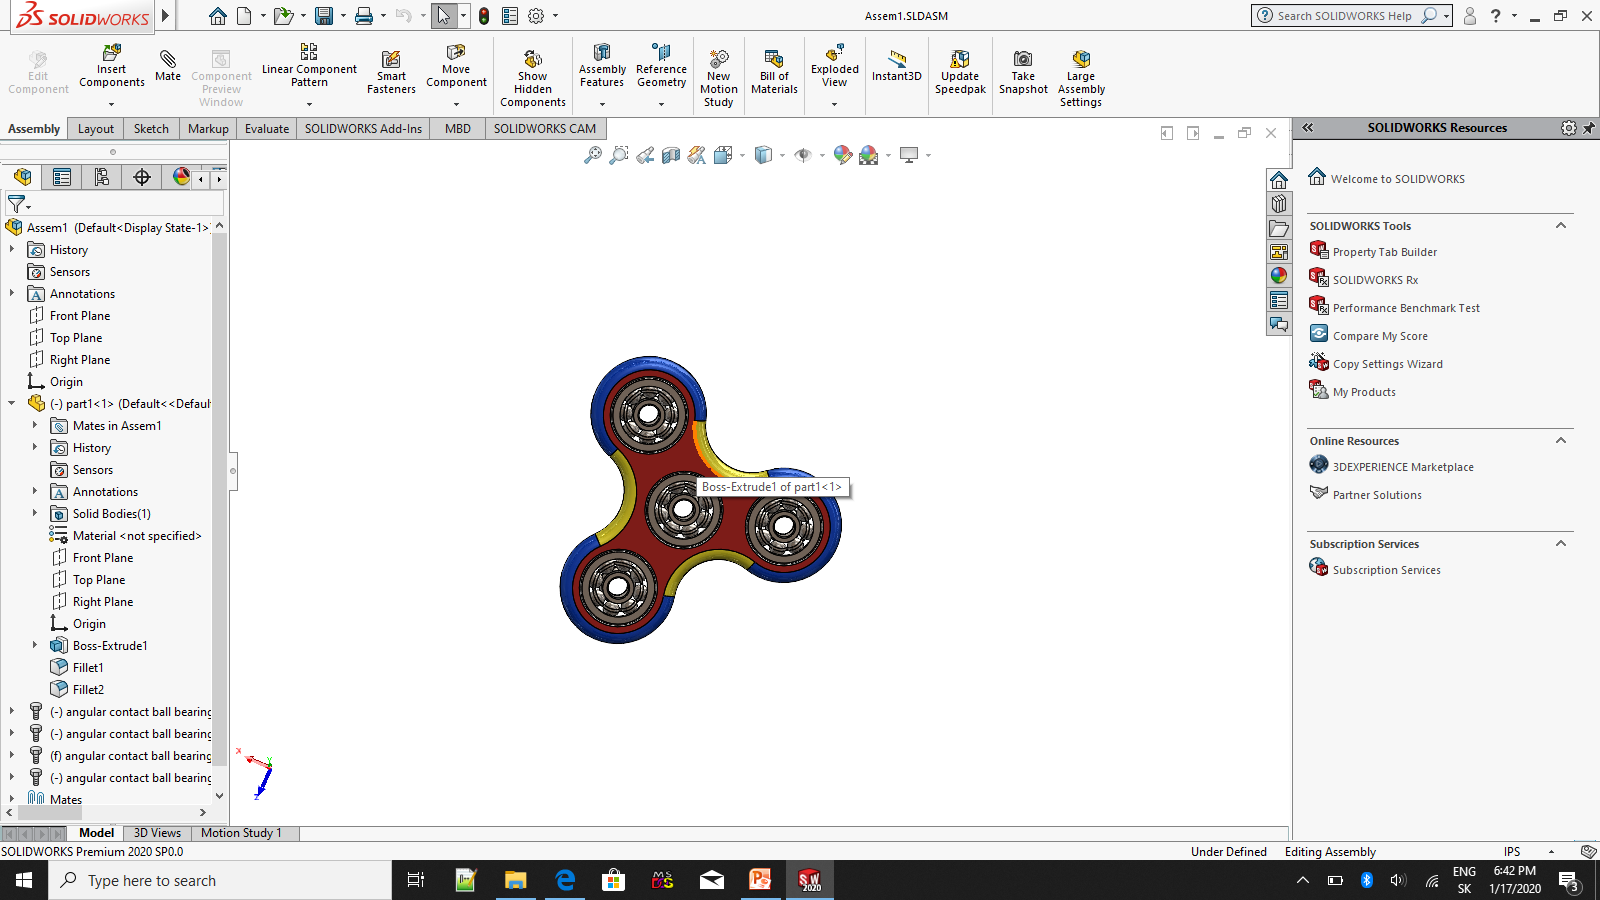 SOLIDWORKS
Assem1.SLDASM
Search SOLIDWORKS Help
?
Edit Component
Insert Components
Mate
Component Preview Window
Linear Component Pattern
Smart Fasteners
Move Component
Show Hidden Components
Assembly Features
Reference Geometry
New Motion Study
Bill of Materials
Exploded View
Instant3D
Update Speedpak
Take Snapshot
Large Assembly Settings
Assembly
Layout
Sketch
Markup
Evaluate
SOLIDWORKS Add-Ins
MBD
SOLIDWORKS CAM
Assem1 (Default<Display State-1>
History
Sensors
Annotations
Front Plane
Top Plane
Right Plane
Origin
(-) part1<1> (Default<<Defaul
Mates in Assem1
History
Sensors
Annotations
Solid Bodies(1)
Material <not specified>
Front Plane
Top Plane
Right Plane
Origin
Boss-Extrude1
Fillet1
Fillet2
(-) angular contact ball bearing
(-) angular contact ball bearing
(f) angular contact ball bearing
(-) angular contact ball bearing
Mates
Boss-Extrude1 of part1<1>
X
Y
Z
SOLIDWORKS Resources
Welcome to SOLIDWORKS
SOLIDWORKS Tools
Property Tab Builder
SOLIDWORKS Rx
Performance Benchmark Test
Compare My Score
Copy Settings Wizard
My Products
Online Resources
3DEXPERIENCE Marketplace
Partner Solutions
Subscription Services
Subscription Services
Model
3D Views
Motion Study 1
SOLIDWORKS Premium 2020 SP0.0
Under Defined
Editing Assembly
IPS
Type here to search
SW 2020
ENG
SK
6:42 PM
1/17/2020
3